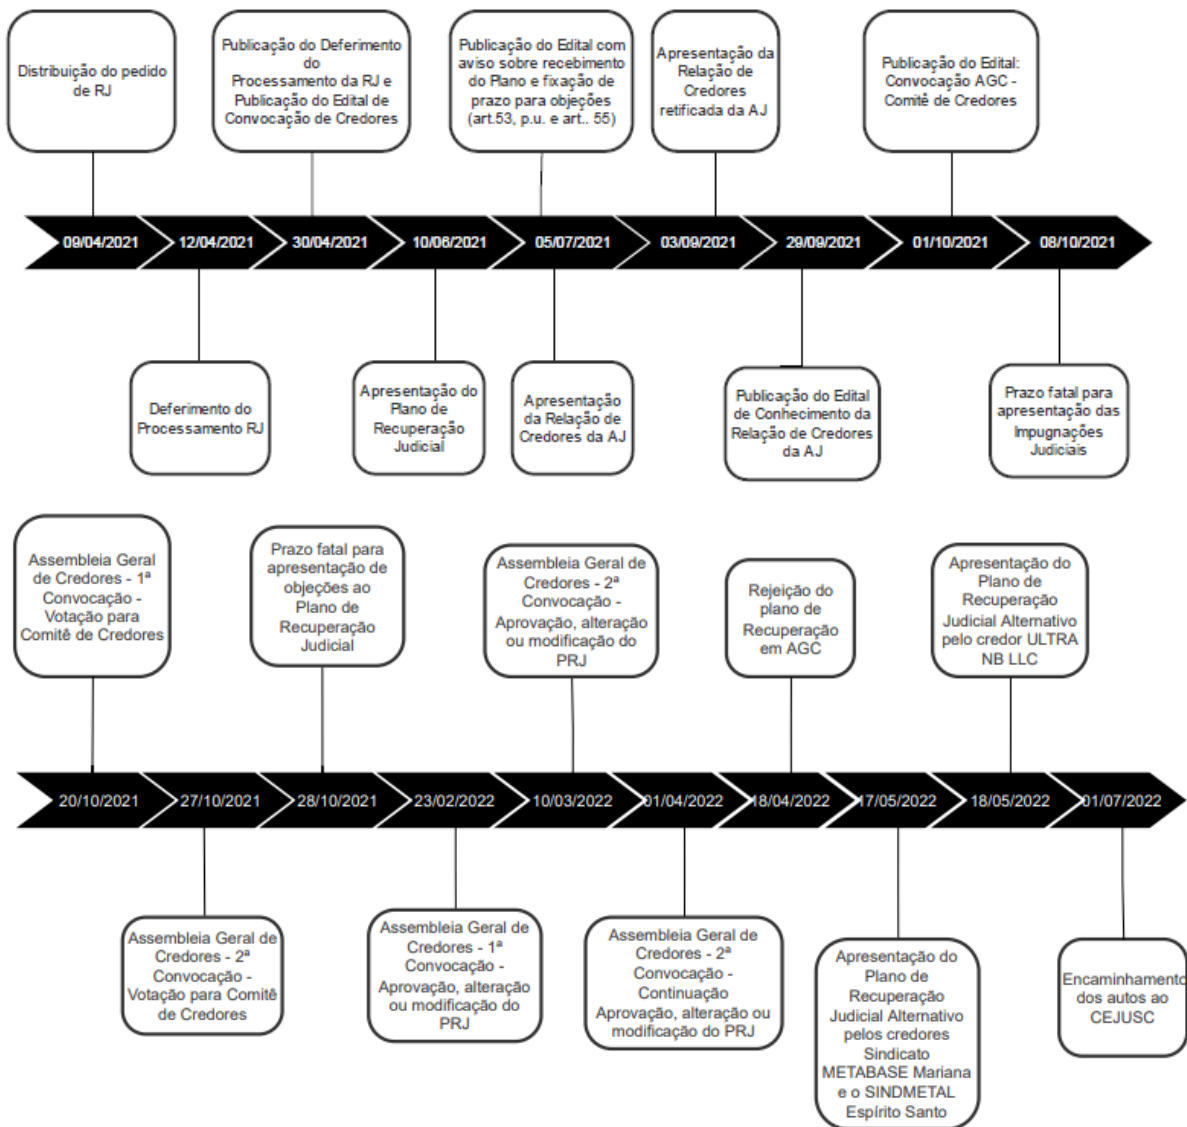 Distribuição do pedido
de RJ
Publicação do Deferimento
do
Processamento da RJ e
Publicação do Edital de
Convocação de Credores
Publicação do Edital com
aviso sobre recebimento
do Plano e fixação de
prazo para objeções
(art.53, p.u. e art.. 55)
Apresentação da
Relação de
Credores
retificada da AJ
Publicação do Edital:
Convocação AGC -
Comitê de Credores
09/04/2021
12/04/2021
30/04/2021
10/06/2021
05/07/2021
03/09/2021
29/09/2021
01/10/2021
08/10/2021
Deferimento do
Processamento RJ
Apresentação do
Plano de
Recuperação
Judicial
Apresentação
da Relação de
Credores da AJ
Publicação do Edital
de Conhecimento da
Relação de Credores
da AJ
Prazo fatal para
apresentação das
Impugnações
Judiciais
Assembleia Geral
de Credores - 1ª
Convocação -
Votação para
Comitê de Credores
Prazo fatal para
apresentação de
objeções ao
Plano de
Recuperação
Judicial
Assembleia Geral de
Credores - 2ª
Convocação -
Aprovação, alteração
ou modificação do
PRJ
Rejeição do
plano de
Recuperação
em AGC
Apresentação do
Plano de
Recuperação
Judicial Alternativo
pelo credor ULTRA
NB LLC
20/10/2021
27/10/2021
28/10/2021
23/02/2022
10/03/2022
01/04/2022
18/04/2022
17/05/2022
18/05/2022
01/07/2022
Assembleia Geral de
Credores - 2ª
Convocação -
Votação para Comitê
de Credores
Assembleia Geral de
Credores - 1ª
Convocação -
Aprovação, alteração
ou modificação do
PRJ
Assembleia Geral de
Credores - 2ª
Convocação -
Continuação
Aprovação, alteração ou
modificação do PRJ
Apresentação do
Plano de
Recuperação
Judicial Alternativo
pelos credores
Sindicato
METABASE Mariana
e o SINDMETAL
Espírito Santo
Encaminhamento
dos autos ao
CEJUSC